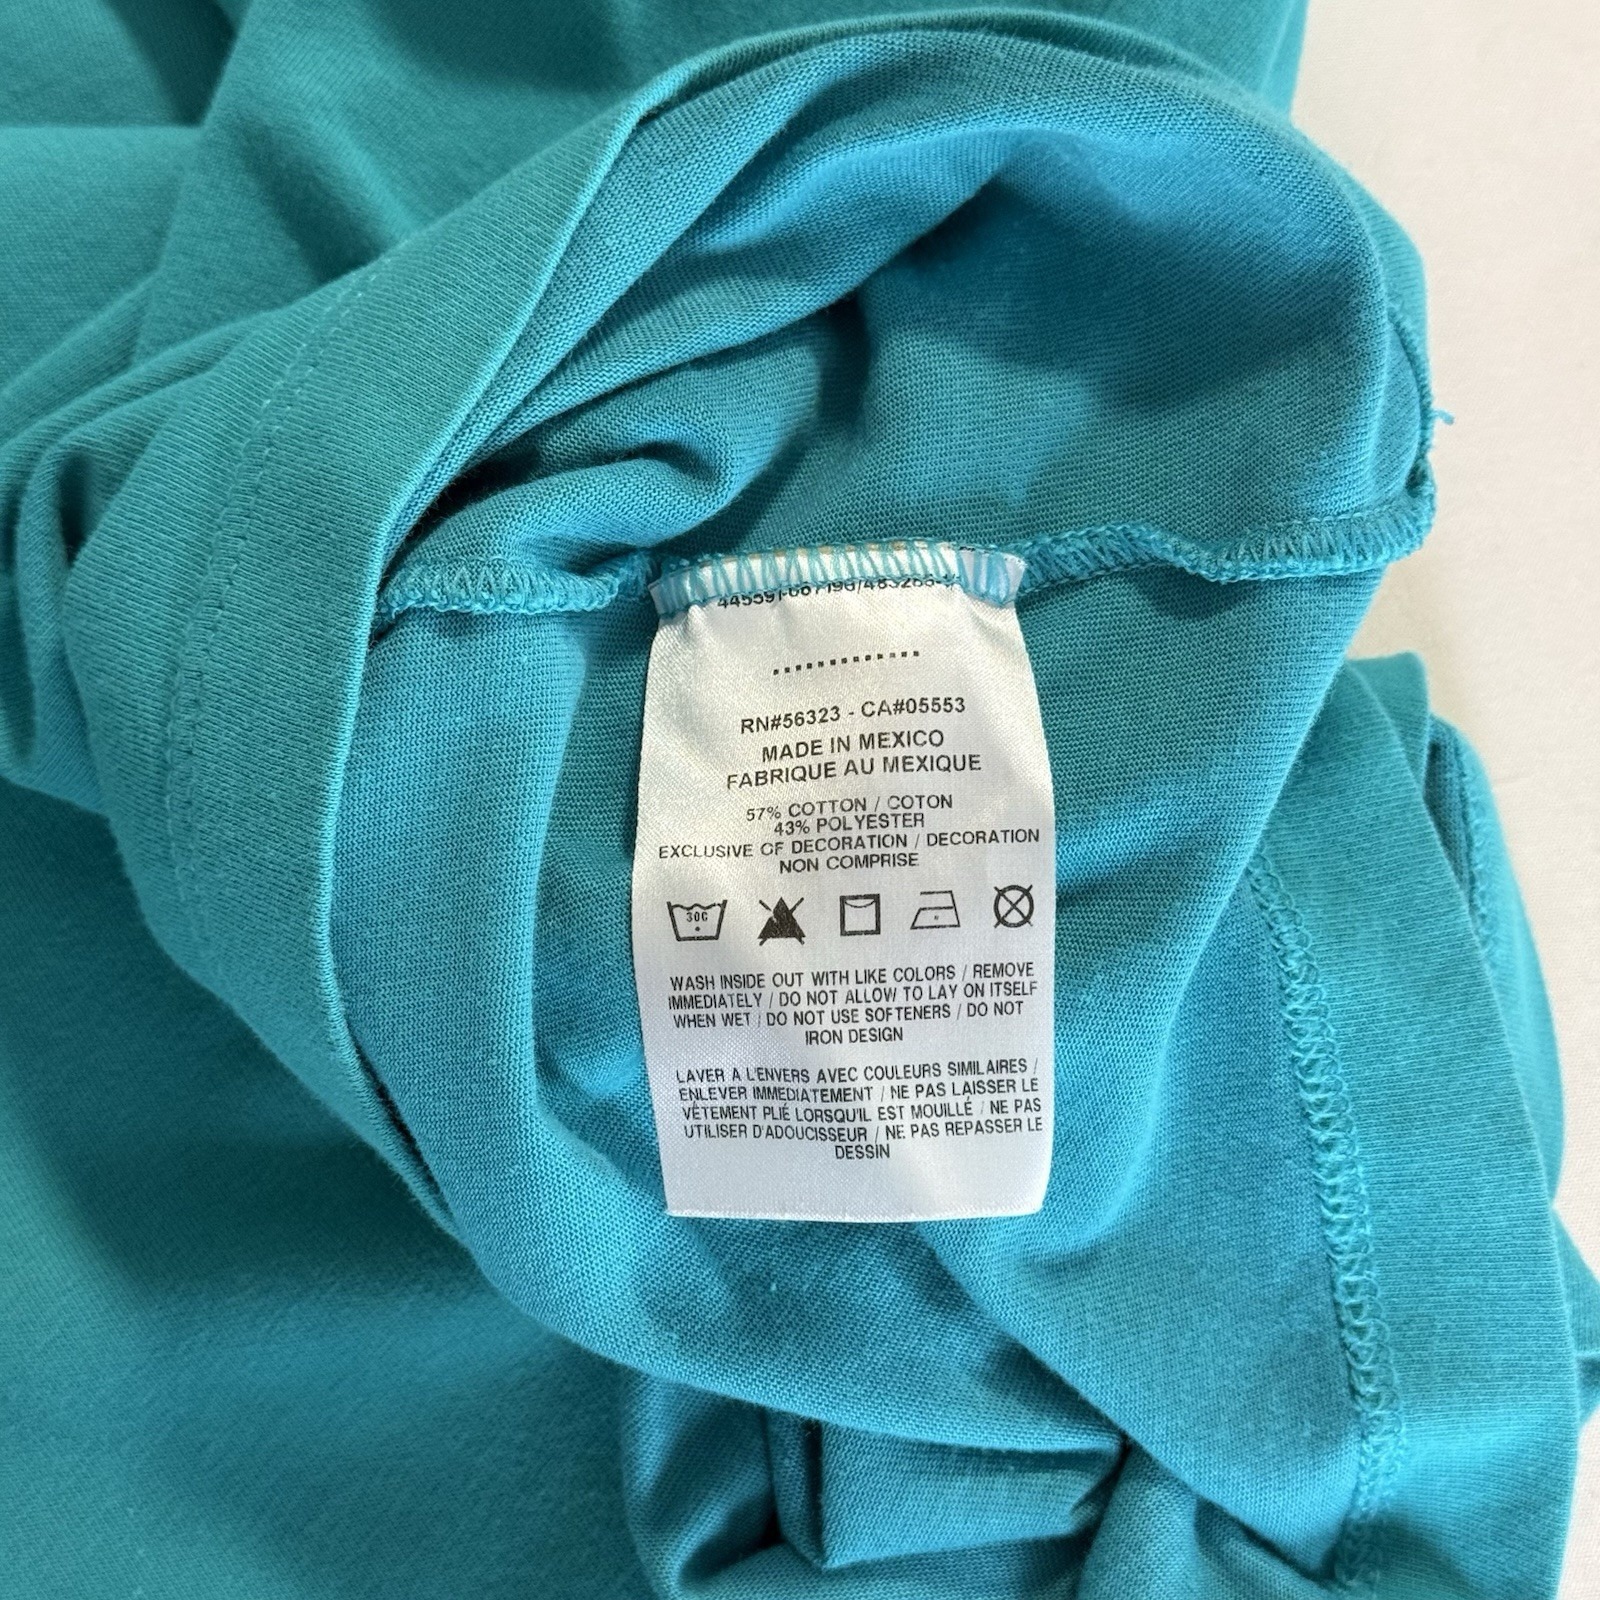 RN#56323 - CA#05553
MADE IN MEXICO
FABRIQUE AU MEXIQUE
57% COTTON / COTON
43% POLYESTER
EXCLUSIVE OF DECORATION / DECORATION
NON COMPRISE
30C
WASH INSIDE OUT WITH LIKE COLORS / REMOVE
IMMEDIATELY / DO NOT ALLOW TO LAY ON ITSELF
WHEN WET / DO NOT USE SOFTENERS / DO NOT
IRON DESIGN
LAVER A L'ENVERS AVEC COULEURS SIMILAIRES /
ENLEVER IMMEDIATEMENT / NE PAS LAISSER LE
VÊTEMENT PLIÉ LORSQU'IL EST MOUILLÉ / NE PAS
UTILISER D'ADOUCISSEUR / NE PAS REPASSER LE
DESSIN